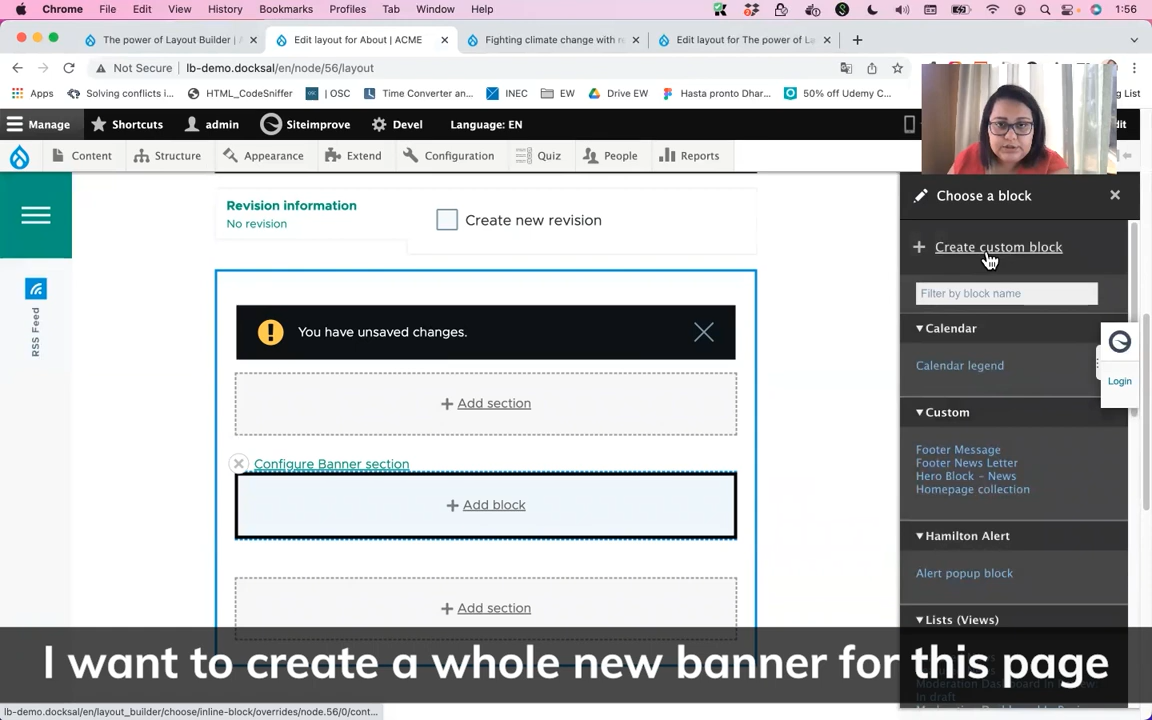 Chrome File Edit View History Bookmarks Profiles Tab Window Help 1:56
The power of Layout Builder | Edit layout for About | ACME Fighting climate change with r Edit layout for The power of La
Not Secure lb-demo.docksal/en/node/56/layout
Apps Solving conflicts i... HTML_CodeSniffer | OSC Time Converter an... INEC EW Drive EW Hasta pronto Dhar... 50% off Udemy C... ng List
Manage Shortcuts admin Siteimprove Devel Language: EN dit
Content Structure Appearance Extend Configuration Quiz People Reports
Choose a block
Revision information
No revision
Create new revision
+ Create custom block
Filter by block name
You have unsaved changes.
Calendar
Calendar legend
Login
+ Add section
Custom
Configure Banner section
Footer Message
Footer News Letter
Hero Block - News
Homepage collection
+ Add block
Hamilton Alert
Alert popup block
+ Add section
Lists (Views)
RSS Feed
I want to create a whole new banner for this page
In draft
lb-demo.docksal/en/layout_builder/choose/inline-block/overrides/node.56/0/cont...